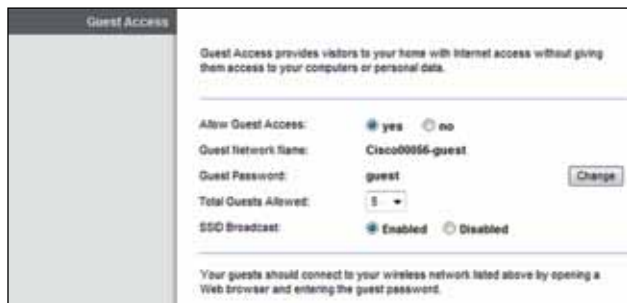 Guest Access
Guest Access provides visitors to your home with Internet access without giving
them access to your computers or personal data.
Allow Guest Access: yes no
Guest Network Name: Cisco00056-guest
Guest Password: guest Change
Total Guests Allowed: 5
SSID Broadcast: Enabled Disabled
Your guests should connect to your wireless network listed above by opening a
Web browser and entering the guest password.